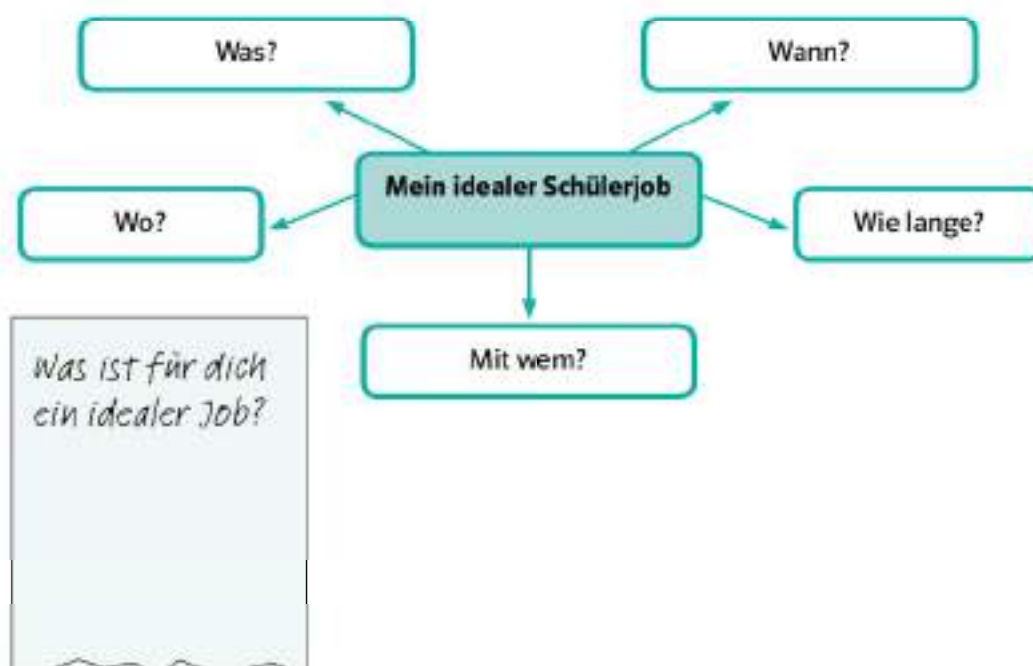 Was?
Wann?
Mein idealer Schülerjob
Wo?
Wie lange?
Mit wem?
Was ist für dich
ein idealer Job?